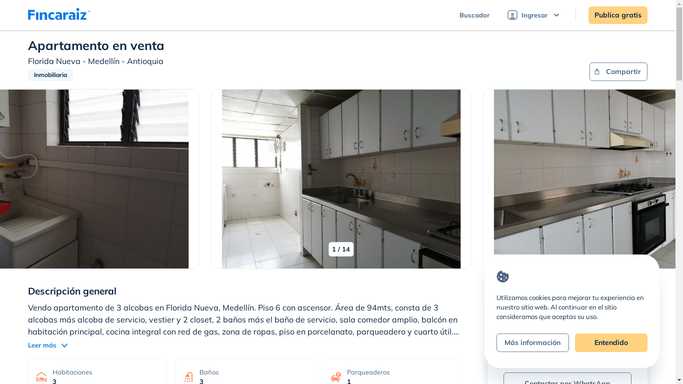 Fincaraiz
Buscador
Ingresar
Publica gratis
Apartamento en venta
Florida Nueva - Medellín - Antioquia
Inmobiliaria
Compartir
1 / 14
Descripción general
Vendo apartamento de 3 alcobas en Florida Nueva, Medellín. Piso 6 con ascensor. Área de 94mts, consta de 3
alcobas más alcoba de servicio, vestier y 2 closet, 2 baños más el baño de servicio, sala comedor amplio, balcón en
habitación principal, cocina integral con red de gas, zona de ropas, piso en porcelanato, parqueadero y cuarto útil....
Leer más
Habitaciones
3
Baños
3
Parqueaderos
1
Utilizamos cookies para mejorar tu experiencia en
nuestro sitio web. Al continuar en el sitio
consideramos que aceptas su uso.
Más información
Entendido
Contactar por WhatsApp